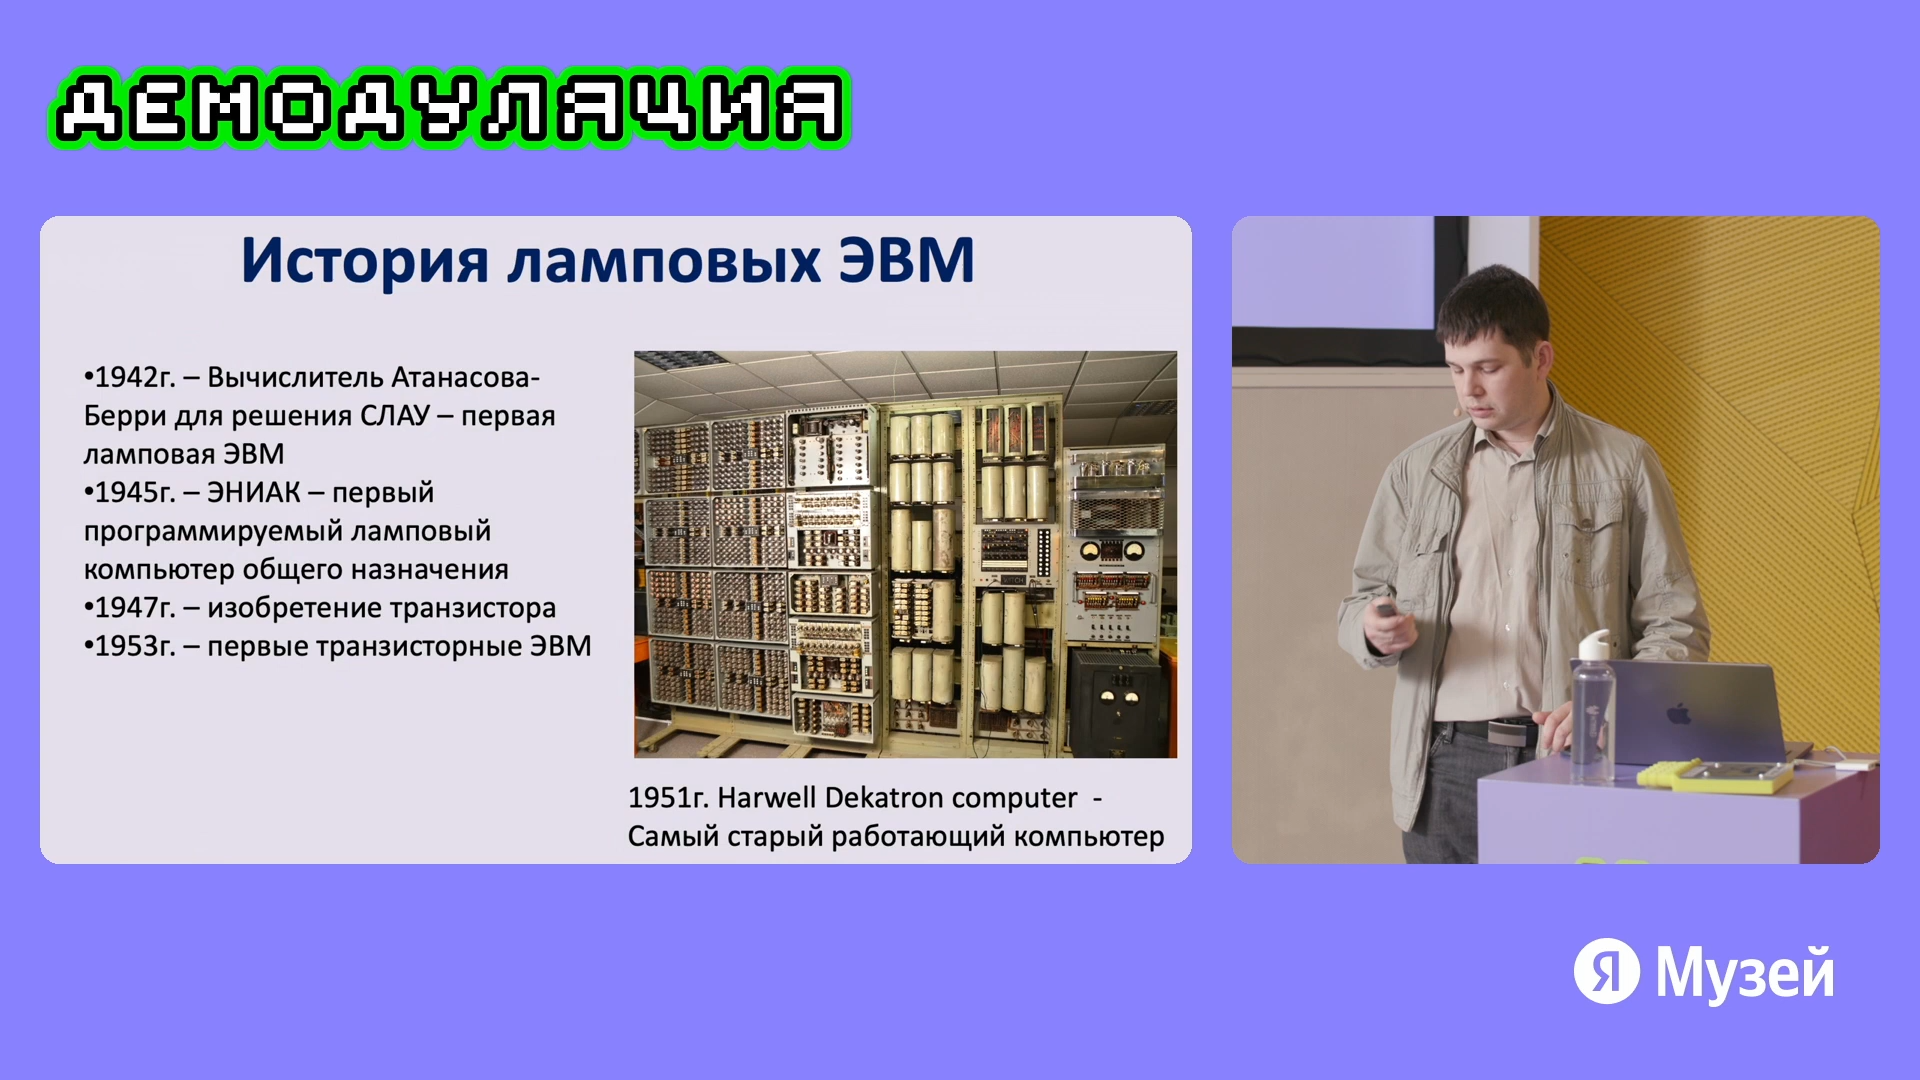 ДЕМОДУЛЯЦИЯ
История ламповых ЭВМ
•1942г. – Вычислитель Атанасова-
Берри для решения СЛАУ – первая
ламповая ЭВМ
•1945г. – ЭНИАК – первый
программируемый ламповый
компьютер общего назначения
•1947г. – изобретение транзистора
•1953г. – первые транзисторные ЭВМ
1951г. Harwell Dekatron computer -
Самый старый работающий компьютер
Я Музей